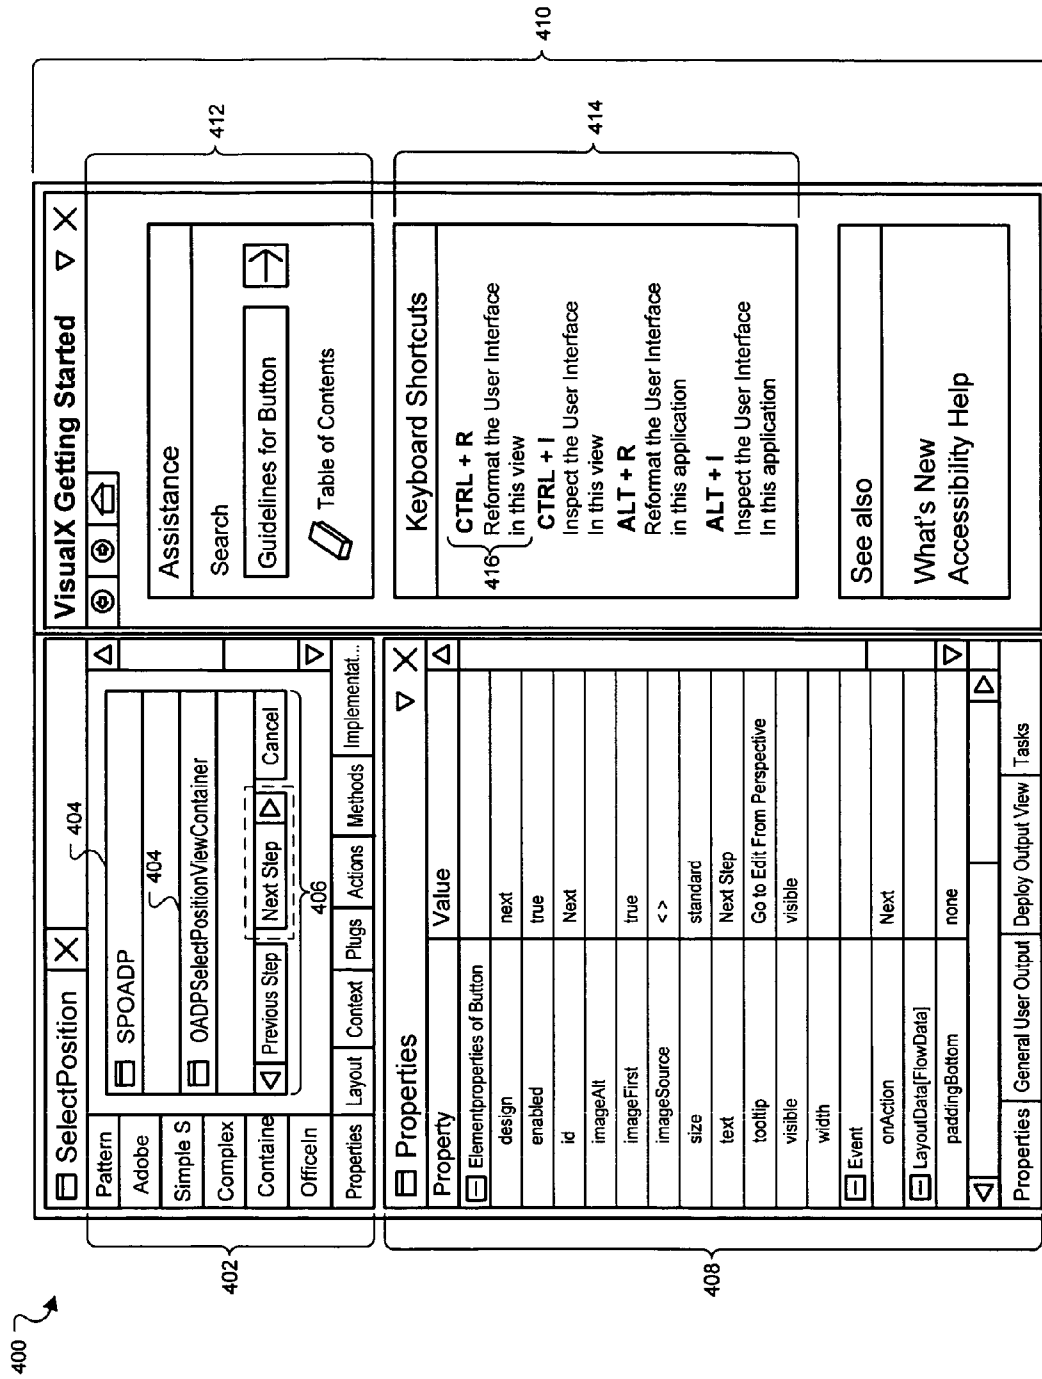 400
402
404
404
406
408
410
412
414
416
SelectPosition
Pattern
Adobe
Simple S
Complex
Containe
OfficeIn
SPOADP
OADPSelectPositionViewContainer
Previous Step
Next Step
Cancel
Properties Layout Context Plugs Actions Methods Implementat...
Properties
Property Value
Elementproperties of Button
design next
enabled true
id Next
imageAlt
imageFirst true
imageSource < >
size standard
text Next Step
tooltip Go to Edit From Perspective
visible visible
width
Event
onAction Next
LayoutData[FlowData]
paddingBottom none
Properties General User Output Deploy Output View Tasks
VisualX Getting Started
Assistance
Search
Guidelines for Button
Table of Contents
Keyboard Shortcuts
CTRL + R
Reformat the User Interface
in this view
CTRL + I
Inspect the User Interface
In this view
ALT + R
Reformat the User Interface
in this application
ALT + I
Inspect the User Interface
In this application
See also
What's New
Accessibility Help